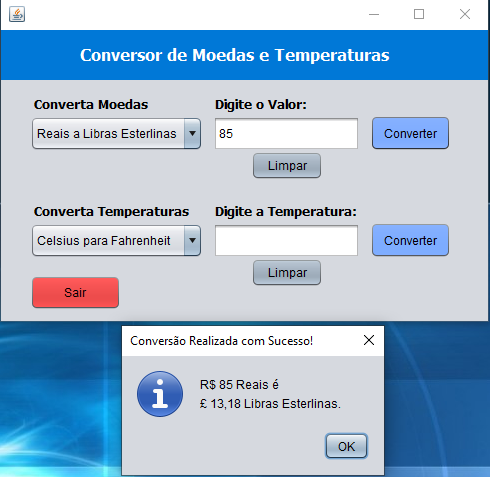 Conversor de Moedas e Temperaturas
Converta Moedas
Digite o Valor:
Reais a Libras Esterlinas
85
Converter
Limpar
Converta Temperaturas
Digite a Temperatura:
Celsius para Fahrenheit
Converter
Limpar
Sair
Conversão Realizada com Sucesso!
R$ 85 Reais é
£ 13,18 Libras Esterlinas.
OK